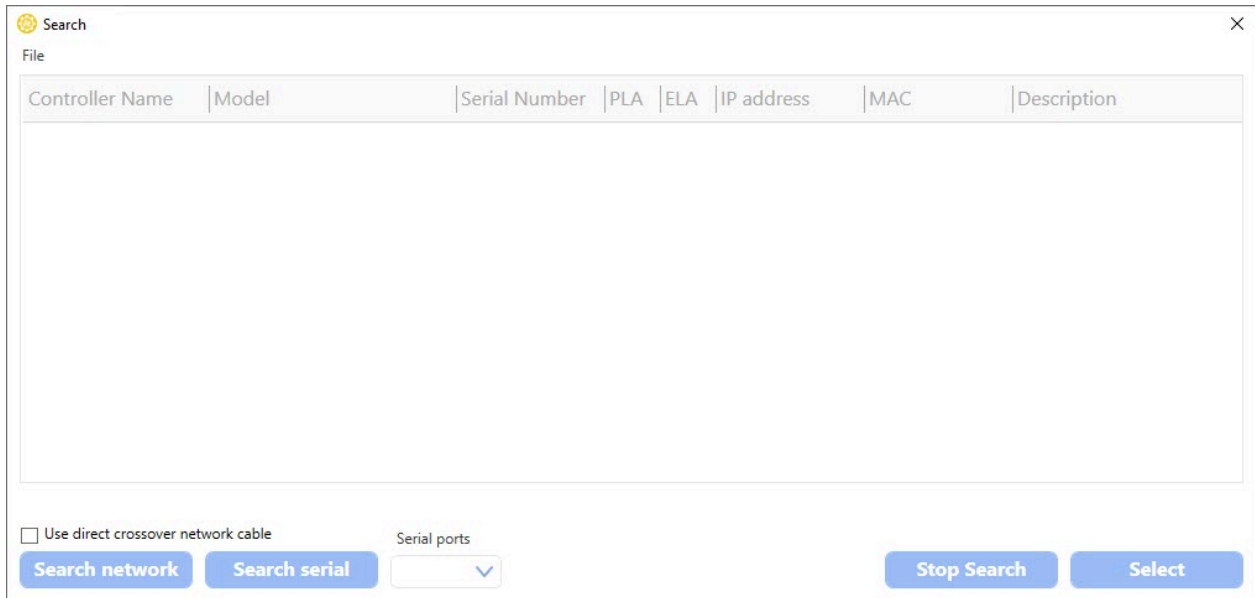 Search
File
Controller Name Model Serial Number PLA ELA IP address MAC Description
Use direct crossover network cable
Serial ports
Search network Search serial Stop Search Select